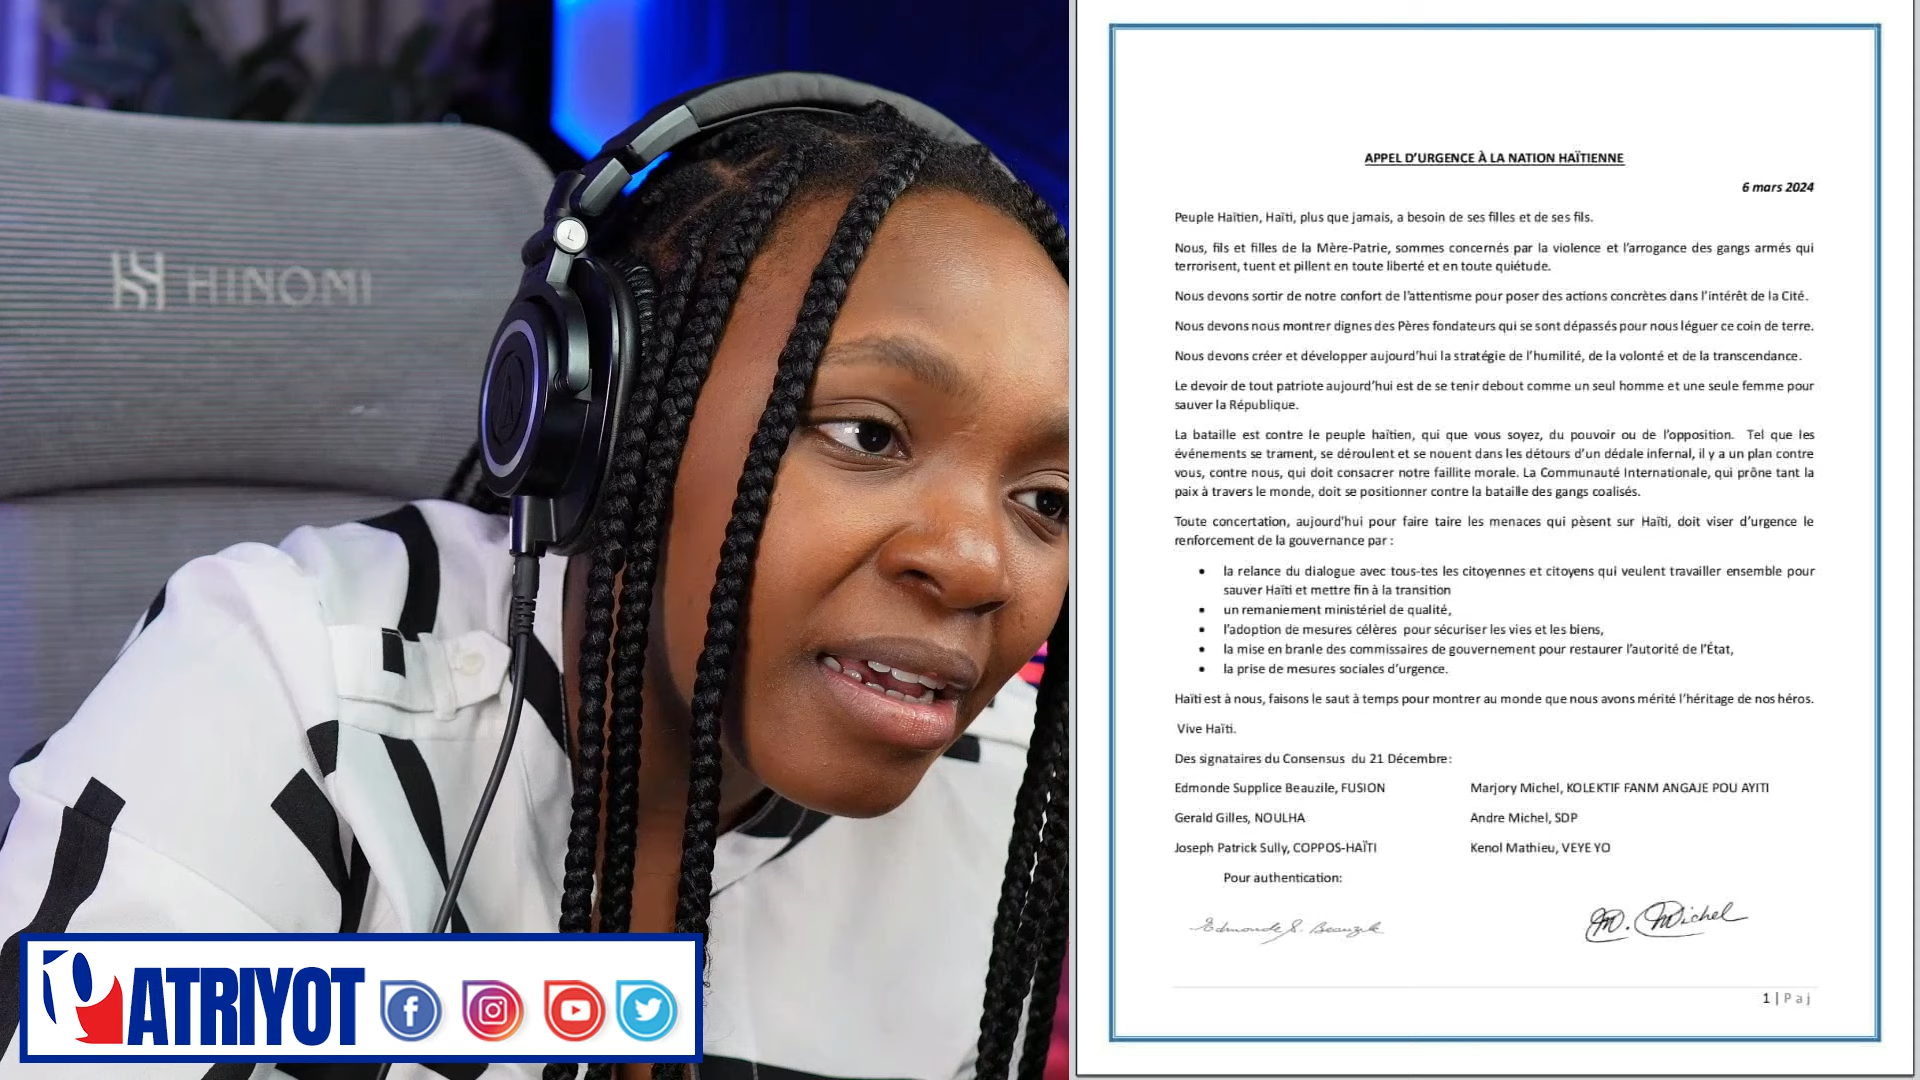 HINOMI
L
PATRIYOT
APPEL D'URGENCE À LA NATION HAÏTIENNE
6 mars 2024
Peuple Haïtien, Haïti, plus que jamais, a besoin de ses filles et de ses fils.
Nous, fils et filles de la Mère-Patrie, sommes concernés par la violence et l'arrogance des gangs armés qui
terrorisent, tuent et pillent en toute liberté et en toute quiétude.
Nous devons sortir de notre confort de l'attentisme pour poser des actions concrètes dans l'intérêt de la Cité.
Nous devons nous montrer dignes des Pères fondateurs qui se sont dépassés pour nous léguer ce coin de terre.
Nous devons créer et développer aujourd'hui la stratégie de l'humilité, de la volonté et de la transcendance.
Le devoir de tout patriote aujourd'hui est de se tenir debout comme un seul homme et une seule femme pour
sauver la République.
La bataille est contre le peuple haïtien, qui que vous soyez, du pouvoir ou de l'opposition. Tel que les
événements se trament, se déroulent et se nouent dans les détours d'un dédale infernal, il y a un plan contre
vous, contre nous, qui doit consacrer notre faillite morale. La Communauté Internationale, qui prône tant la
paix à travers le monde, doit se positionner contre la bataille des gangs coalisés.
Toute concertation, aujourd'hui pour faire taire les menaces qui pèsent sur Haïti, doit viser d'urgence le
renforcement de la gouvernance par :
• la relance du dialogue avec tous-tes les citoyennes et citoyens qui veulent travailler ensemble pour
sauver Haïti et mettre fin à la transition
• un remaniement ministériel de qualité,
• l'adoption de mesures célères pour sécuriser les vies et les biens,
• la mise en branle des commissaires de gouvernement pour restaurer l'autorité de l'État,
• la prise de mesures sociales d'urgence.
Haïti est à nous, faisons le saut à temps pour montrer au monde que nous avons mérité l'héritage de nos héros.
Vive Haïti.
Des signataires du Consensus du 21 Décembre:
Edmonde Supplice Beauzile, FUSION Marjory Michel, KOLEKTIF FANM ANGAJE POU AYITI
Gerald Gilles, NOULHA Andre Michel, SDP
Joseph Patrick Sully, COPPOS-HAÏTI Kenol Mathieu, VEYE YO
Pour authentication:
Edmonde S. Beauzile M. Michel
1 | Paj